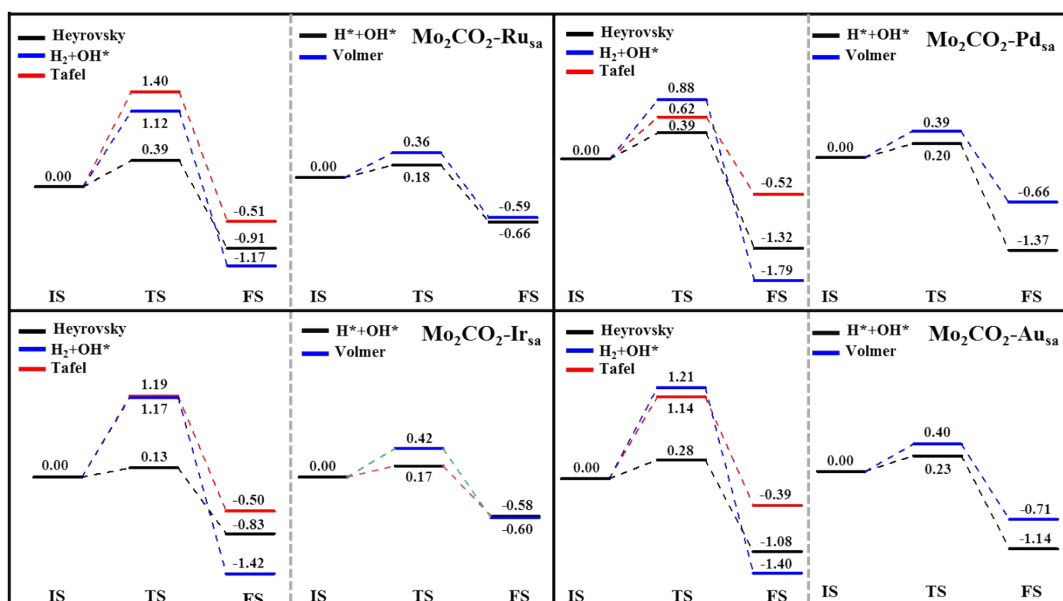 Heyrovsky
H₂+OH*
Tafel
1.40
1.12
0.39
0.00
-0.51
-0.91
-1.17
IS
TS
FS
H*+OH*
Volmer
Mo₂CO₂-Ruₛₐ
0.36
0.00
0.18
-0.59
-0.66
IS
TS
FS
Heyrovsky
H₂+OH*
Tafel
0.88
0.62
0.39
0.00
-0.52
-1.32
-1.79
IS
TS
FS
H*+OH*
Volmer
Mo₂CO₂-Pdₛₐ
0.39
0.00
0.20
-0.66
-1.37
IS
TS
FS
Heyrovsky
H₂+OH*
Tafel
1.19
1.17
0.13
0.00
-0.50
-0.83
-1.42
IS
TS
FS
H*+OH*
Volmer
Mo₂CO₂-Irₛₐ
0.42
0.00
0.17
-0.58
-0.60
IS
TS
FS
Heyrovsky
H₂+OH*
Tafel
1.21
1.14
0.28
0.00
-0.39
-1.08
-1.40
IS
TS
FS
H*+OH*
Volmer
Mo₂CO₂-Auₛₐ
0.40
0.00
0.23
-0.71
-1.14
IS
TS
FS